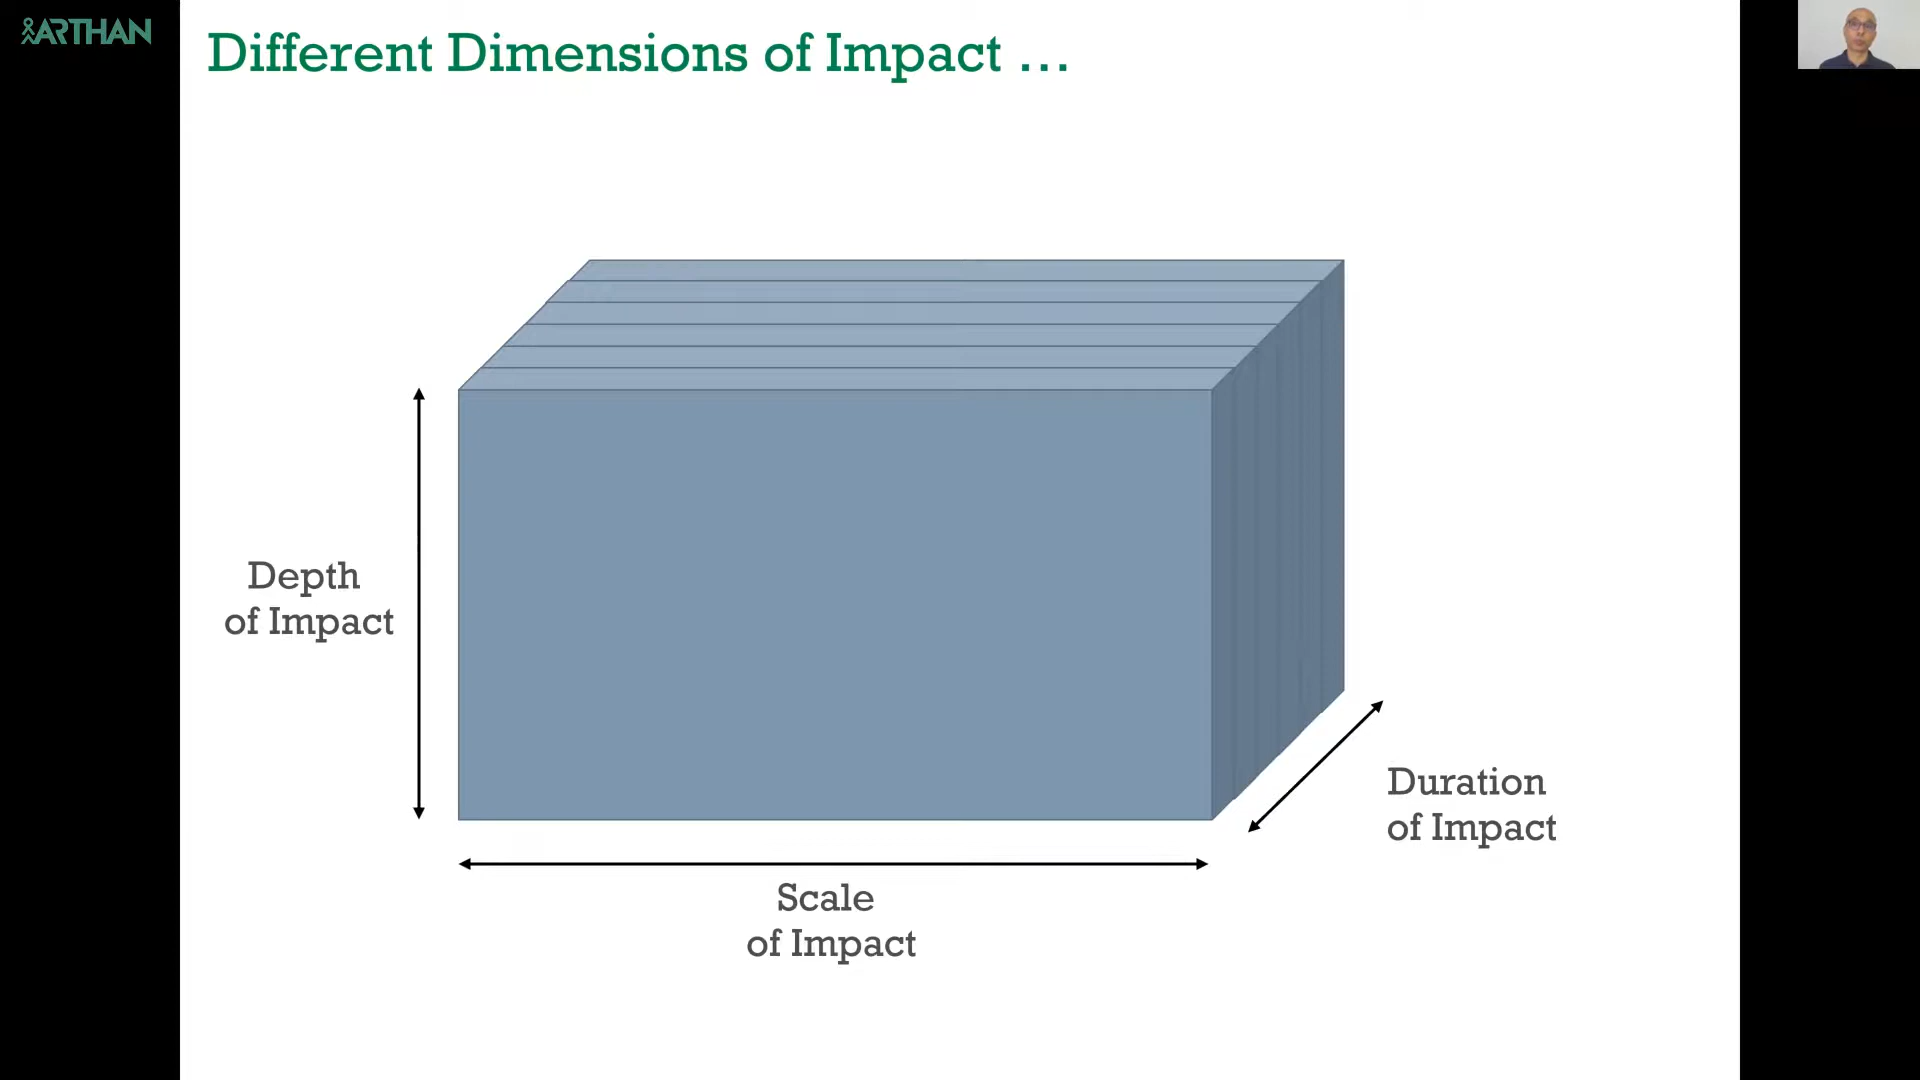 ARTHAN
Different Dimensions of Impact ...
Depth
of Impact
Duration
of Impact
Scale
of Impact